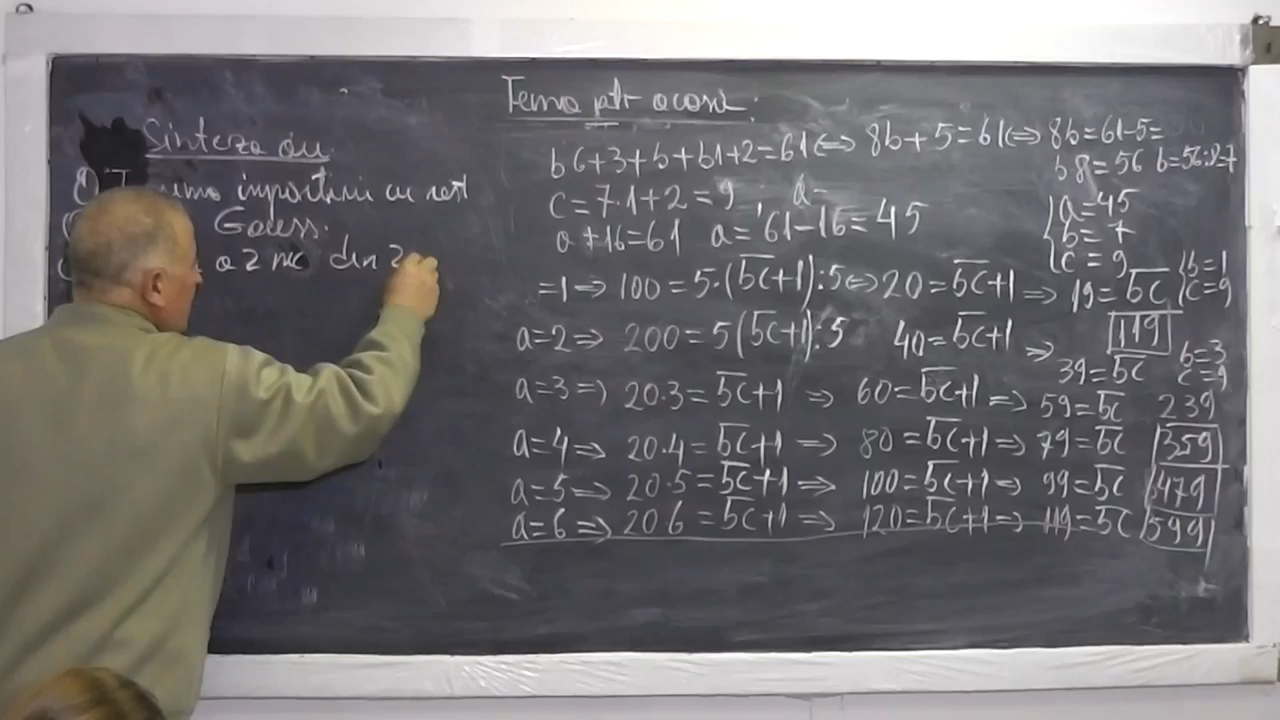 Sinteza
împărțirii cu rest
Gauss.
a 2 nr din 2
Tema ptr acasă:
b6+3+b+b1+2=61⇔ 8b+5=61⇔ 8b=61-5=
b8=56 b=56:8=7
c=7·1+2=9 a=
a+16=61 a=61-16=45
{a=45
b=7
c=9
=1⇒ 100=5·(bc+1):5⇔20=bc+1⇒ 19=bc {b=1
c=9
119
a=2⇒ 200=5(bc+1):5 40=bc+1 ⇒ 39=bc b=3
c=9
239
a=3⇒ 20·3=bc+1 ⇒ 60=bc+1⇒ 59=bc 359
a=4⇒ 20·4=bc+1 ⇒ 80=bc+1⇒ 79=bc 479
a=5⇒ 20·5=bc+1⇒ 100=bc+1⇒ 99=bc 599
a=6⇒ 20·6=bc+1⇒ 120=bc+1⇒ 119=bc